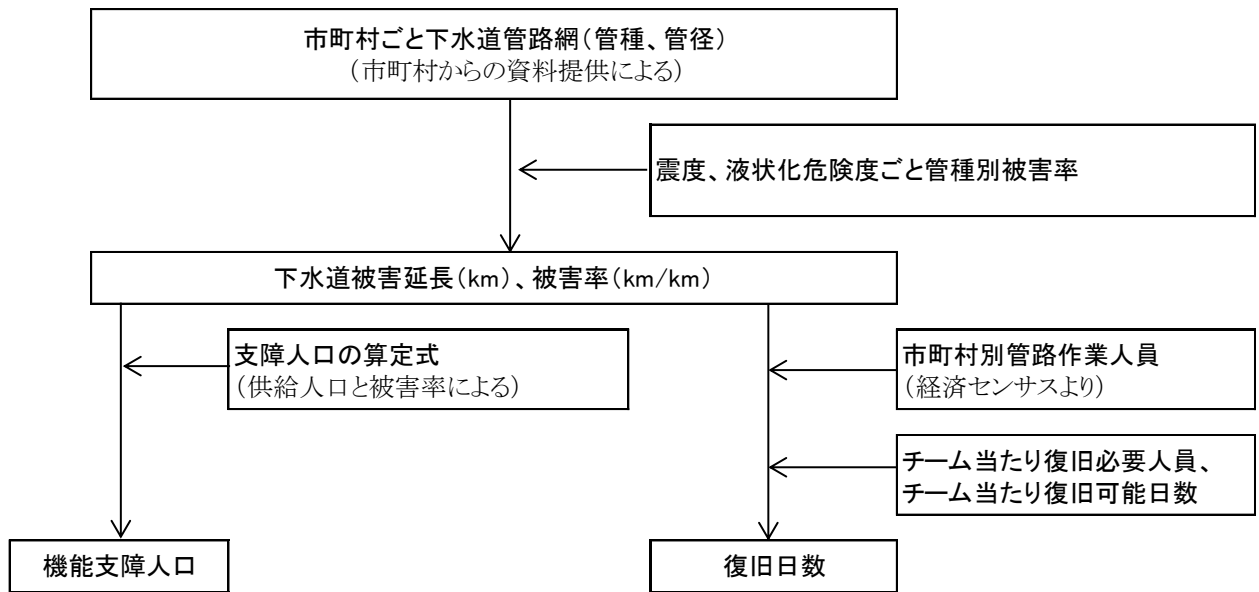 市町村ごと下水道管路網（管種、管径）
（市町村からの資料提供による）
震度、液状化危険度ごと管種別被害率
下水道被害延長（km）、被害率（km/km）
支障人口の算定式
（供給人口と被害率による）
市町村別管路作業人員
（経済センサスより）
チーム当たり復旧必要人員、
チーム当たり復旧可能日数
機能支障人口
復旧日数